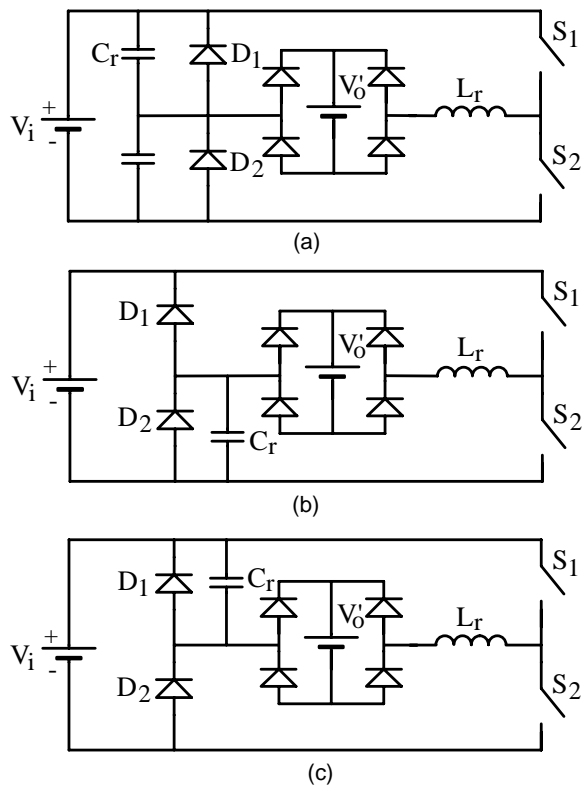 Cr
D1
V'o
Lr
S1
+
Vi
-
D2
S2
(a)
D1
V'o
Lr
S1
+
Vi
-
D2
Cr
S2
(b)
D1
Cr
V'o
Lr
S1
+
Vi
-
D2
S2
(c)